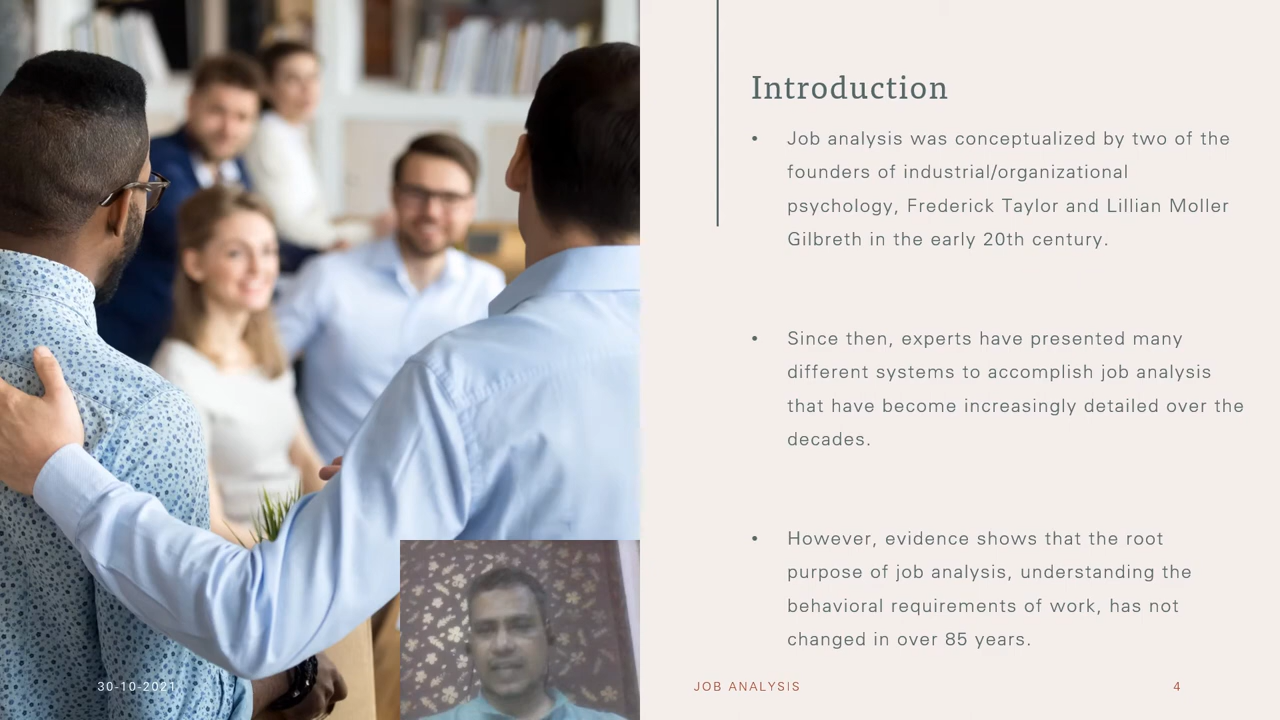 Introduction
• Job analysis was conceptualized by two of the
founders of industrial/organizational
psychology, Frederick Taylor and Lillian Moller
Gilbreth in the early 20th century.
• Since then, experts have presented many
different systems to accomplish job analysis
that have become increasingly detailed over the
decades.
• However, evidence shows that the root
purpose of job analysis, understanding the
behavioral requirements of work, has not
changed in over 85 years.
30-10-2021
JOB ANALYSIS
4